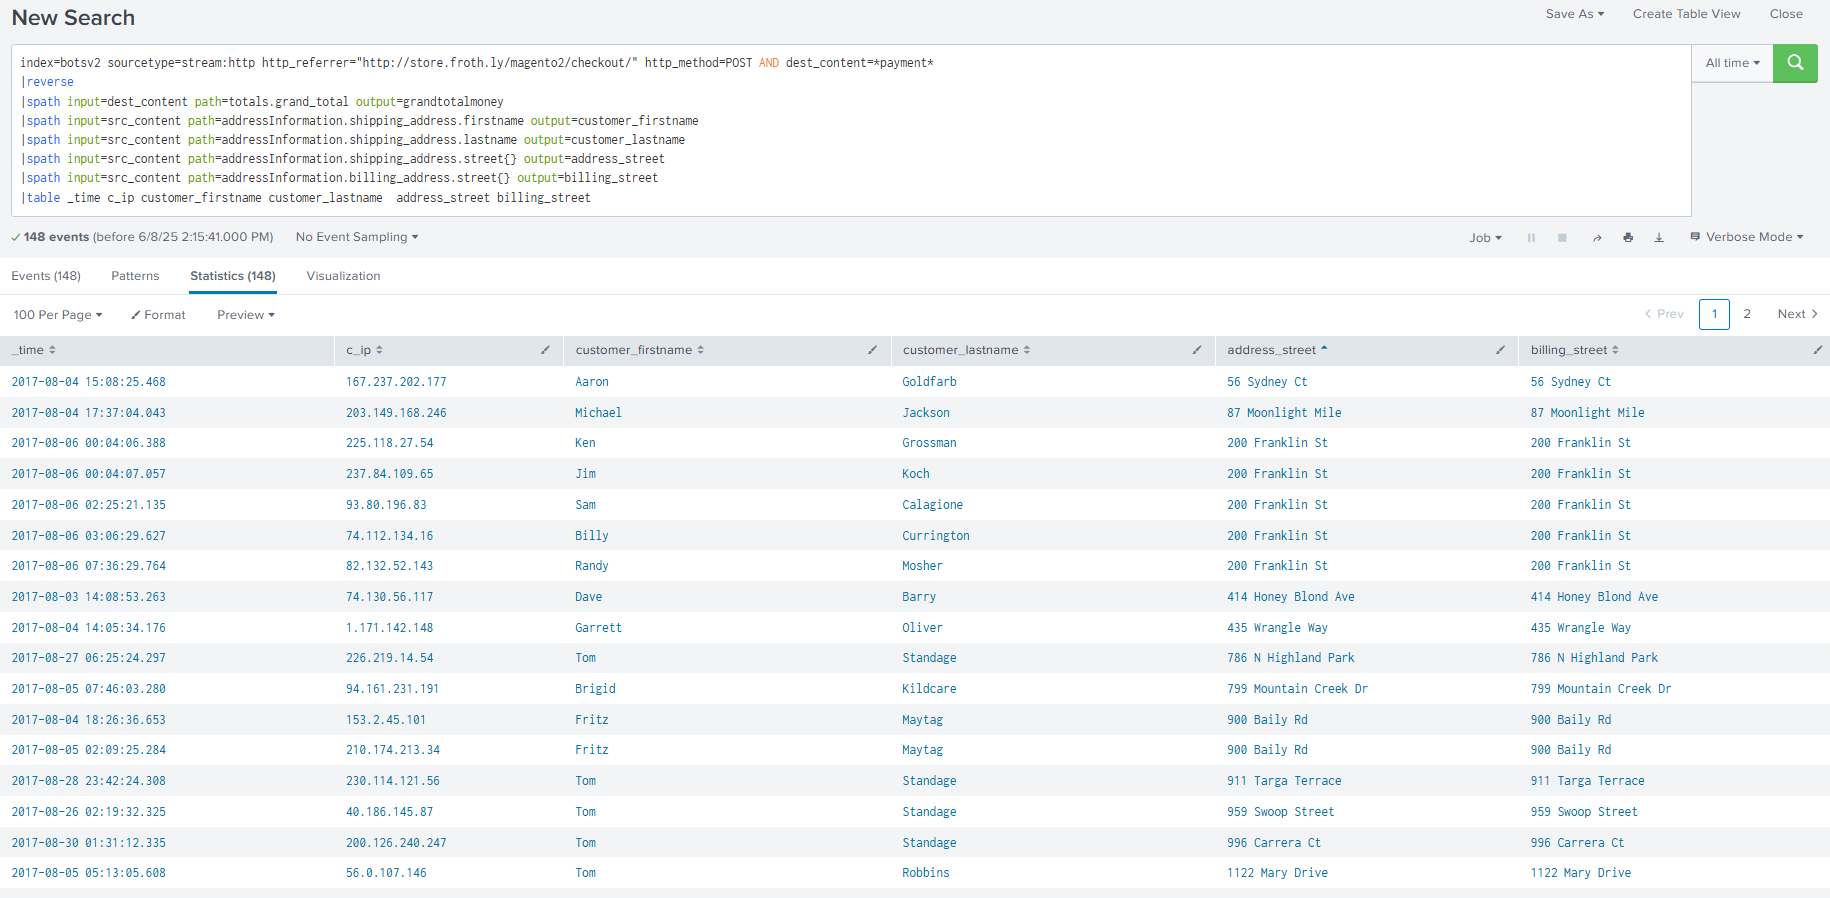 New Search
Save As Create Table View Close
index=botsv2 sourcetype=stream:http http_referrer="http://store.froth.ly/magento2/checkout/" http_method=POST AND dest_content=*payment*
All time
|reverse
|spath input=dest_content path=totals.grand_total output=grandtotalmoney
|spath input=src_content path=addressInformation.shipping_address.firstname output=customer_firstname
|spath input=src_content path=addressInformation.shipping_address.lastname output=customer_lastname
|spath input=src_content path=addressInformation.shipping_address.street{} output=address_street
|spath input=src_content path=addressInformation.billing_address.street{} output=billing_street
|table _time c_ip customer_firstname customer_lastname  address_street billing_street
148 events (before 6/8/25 2:15:41.000 PM) No Event Sampling Job Verbose Mode
Events (148) Patterns Statistics (148) Visualization
100 Per Page Format Preview Prev 1 2 Next
_time c_ip customer_firstname customer_lastname address_street billing_street
2017-08-04 15:08:25.468 167.237.202.177 Aaron Goldfarb 56 Sydney Ct 56 Sydney Ct
2017-08-04 17:37:04.043 203.149.168.246 Michael Jackson 87 Moonlight Mile 87 Moonlight Mile
2017-08-06 00:04:06.388 225.118.27.54 Ken Grossman 200 Franklin St 200 Franklin St
2017-08-06 00:04:07.057 237.84.109.65 Jim Koch 200 Franklin St 200 Franklin St
2017-08-06 02:25:21.135 93.80.196.83 Sam Calagione 200 Franklin St 200 Franklin St
2017-08-06 03:06:29.627 74.112.134.16 Billy Currington 200 Franklin St 200 Franklin St
2017-08-06 07:36:29.764 82.132.52.143 Randy Mosher 200 Franklin St 200 Franklin St
2017-08-03 14:08:53.263 74.130.56.117 Dave Barry 414 Honey Blond Ave 414 Honey Blond Ave
2017-08-04 14:05:34.176 1.171.142.148 Garrett Oliver 435 Wrangle Way 435 Wrangle Way
2017-08-27 06:25:24.297 226.219.14.54 Tom Standage 786 N Highland Park 786 N Highland Park
2017-08-05 07:46:03.280 94.161.231.191 Brigid Kildcare 799 Mountain Creek Dr 799 Mountain Creek Dr
2017-08-04 18:26:36.653 153.2.45.101 Fritz Maytag 900 Baily Rd 900 Baily Rd
2017-08-05 02:09:25.284 210.174.213.34 Fritz Maytag 900 Baily Rd 900 Baily Rd
2017-08-28 23:42:24.308 230.114.121.56 Tom Standage 911 Targa Terrace 911 Targa Terrace
2017-08-26 02:19:32.325 40.186.145.87 Tom Standage 959 Swoop Street 959 Swoop Street
2017-08-30 01:31:12.335 200.126.240.247 Tom Standage 996 Carrera Ct 996 Carrera Ct
2017-08-05 05:13:05.608 56.0.107.146 Tom Robbins 1122 Mary Drive 1122 Mary Drive